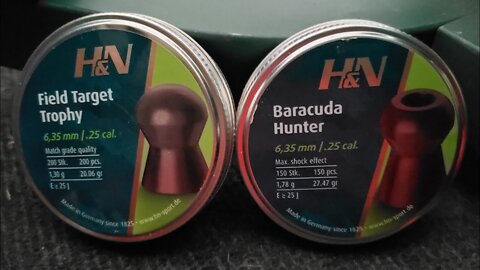 H&N
Field Target
Trophy
6,35 mm / .25 cal.
Match grade quality
200 Stk. 200 pcs.
1,30 g 20.06 gr
E ≥ 25 J
Made in Germany since 1825 • www.hn-sport.de
H&N
Baracuda
Hunter
6,35 mm / .25 cal.
Max. shock effect
150 Stk. 150 pcs.
1,78 g 27.47 gr
E ≥ 25 J
Made in Germany since 1825 • www.hn-sport.de